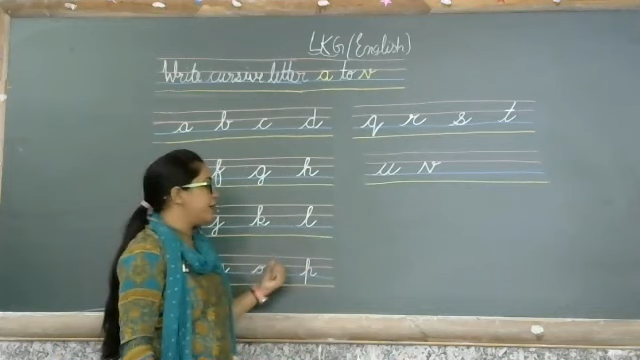 LKG (English)
Write cursive letter a to v
a b c d
f g h
j k l
o p
q r s t
u v